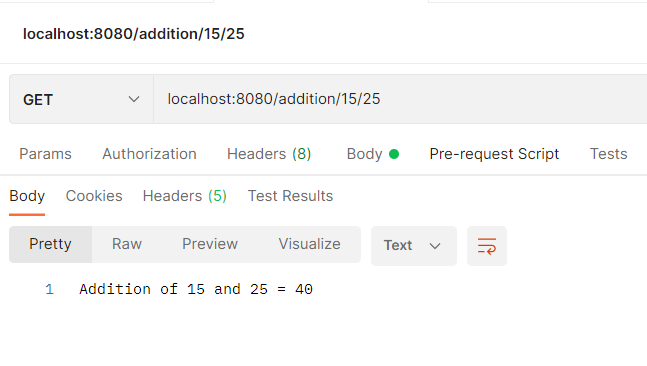 localhost:8080/addition/15/25
GET localhost:8080/addition/15/25
Params Authorization Headers (8) Body Pre-request Script Tests
Body Cookies Headers (5) Test Results
Pretty Raw Preview Visualize Text
1 Addition of 15 and 25 = 40